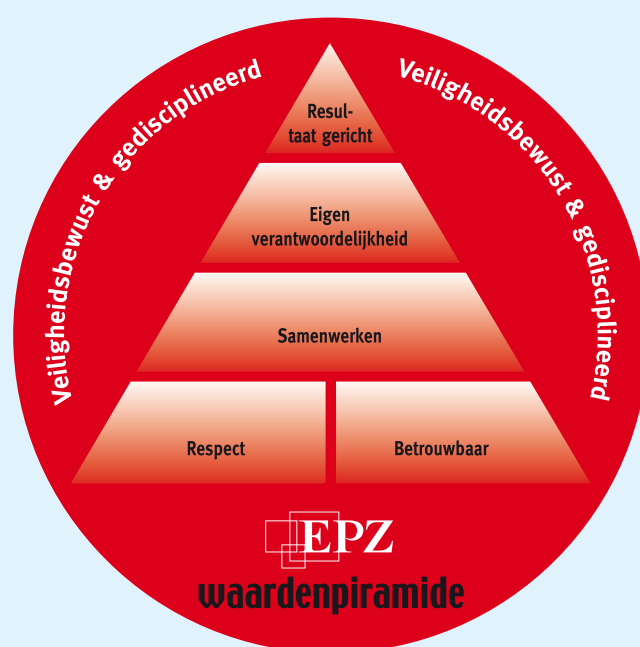 Veiligheidsbewust & gedisciplineerd
Veiligheidsbewust & gedisciplineerd
Resul-
taat gericht
Eigen
verantwoordelijkheid
Samenwerken
Respect
Betrouwbaar
EPZ
waardenpiramide